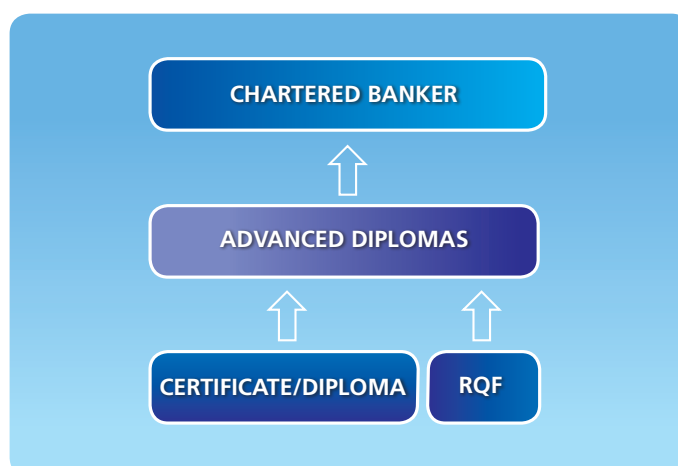 CHARTERED BANKER
ADVANCED DIPLOMAS
CERTIFICATE/DIPLOMA
RQF